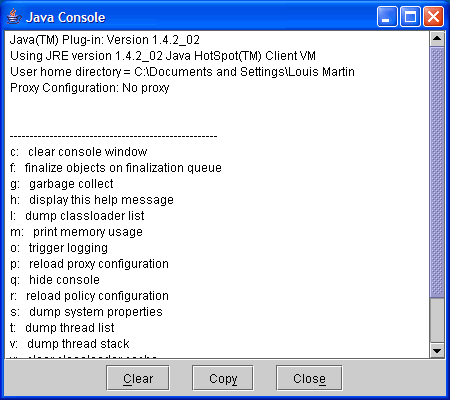 Java Console
Java(TM) Plug-in: Version 1.4.2_02
Using JRE version 1.4.2_02 Java HotSpot(TM) Client VM
User home directory = C:\Documents and Settings\Louis Martin
Proxy Configuration: No proxy
----------------------------------------------------
c:   clear console window
f:   finalize objects on finalization queue
g:   garbage collect
h:   display this help message
l:   dump classloader list
m:   print memory usage
o:   trigger logging
p:   reload proxy configuration
q:   hide console
r:   reload policy configuration
s:   dump system properties
t:   dump thread list
v:   dump thread stack
x:   clear classloader cache
Clear Copy Close